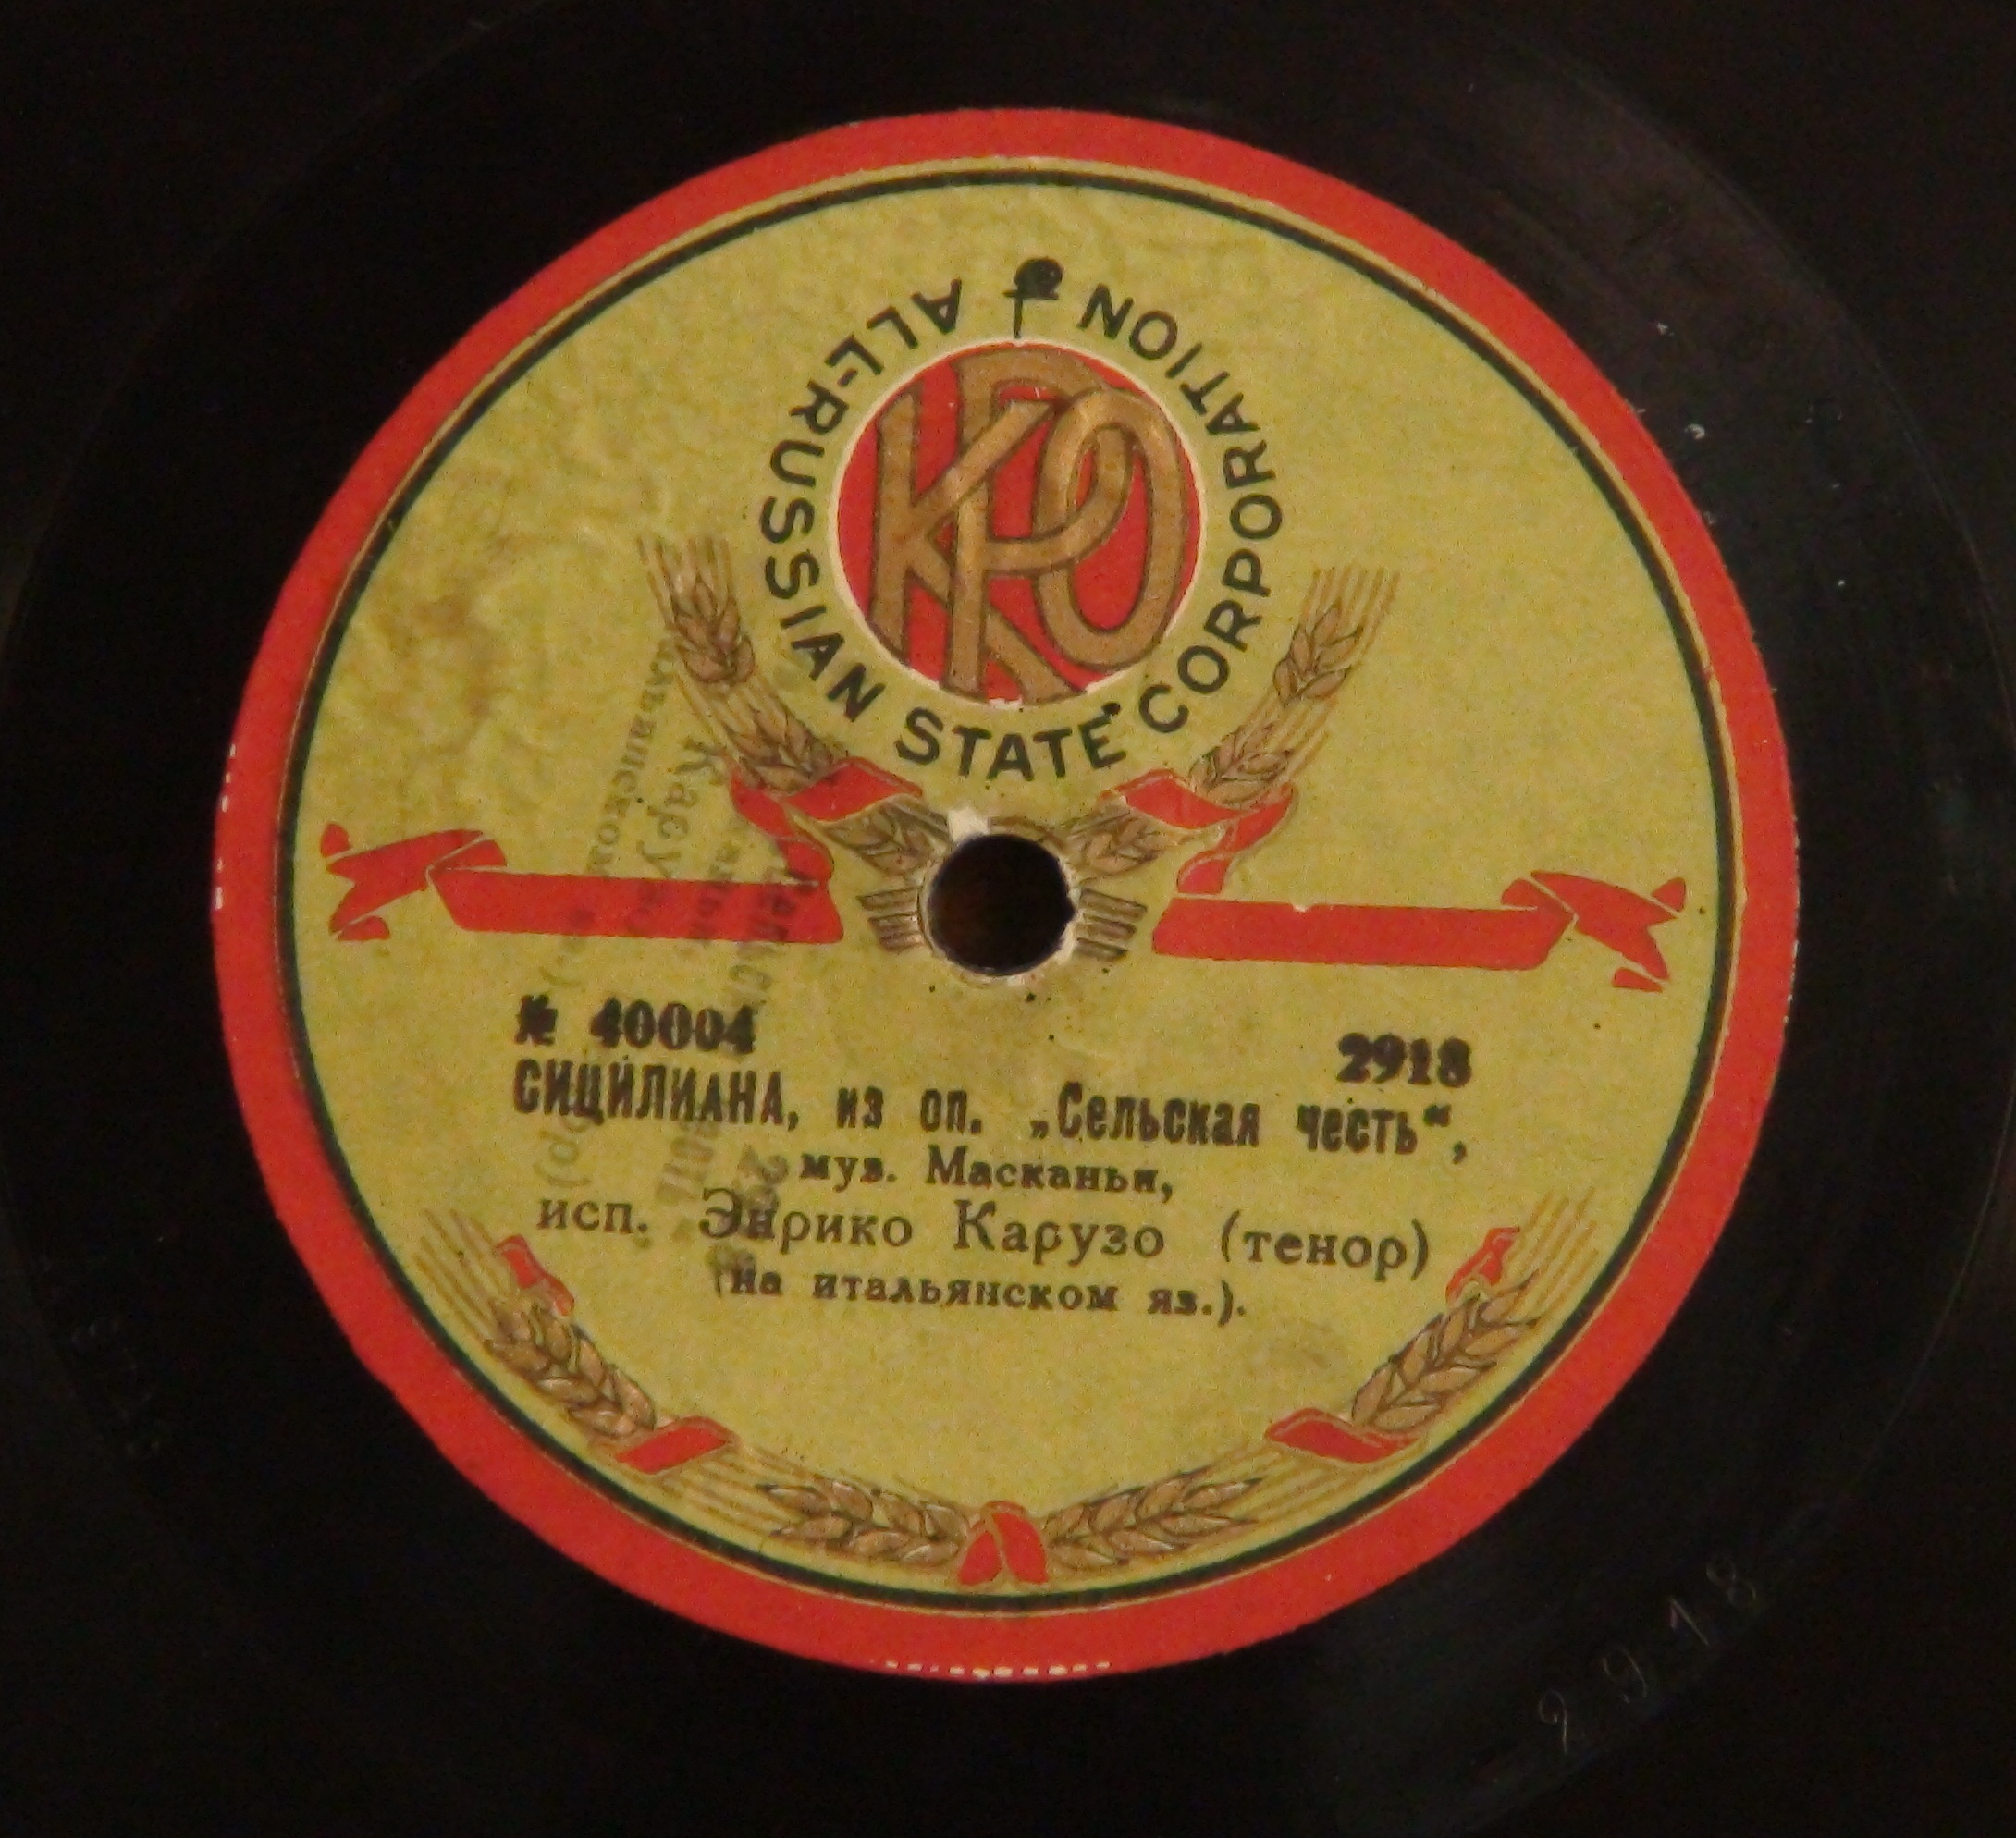 ALL-RUSSIAN STATE CORPORATION
КРО
№ 40004 2918
СИЦИЛИАНА, из оп. „Сельская честь“,
муз. Масканьи,
исп. Энрико Карузо (тенор)
(на итальянском яз.).
2918